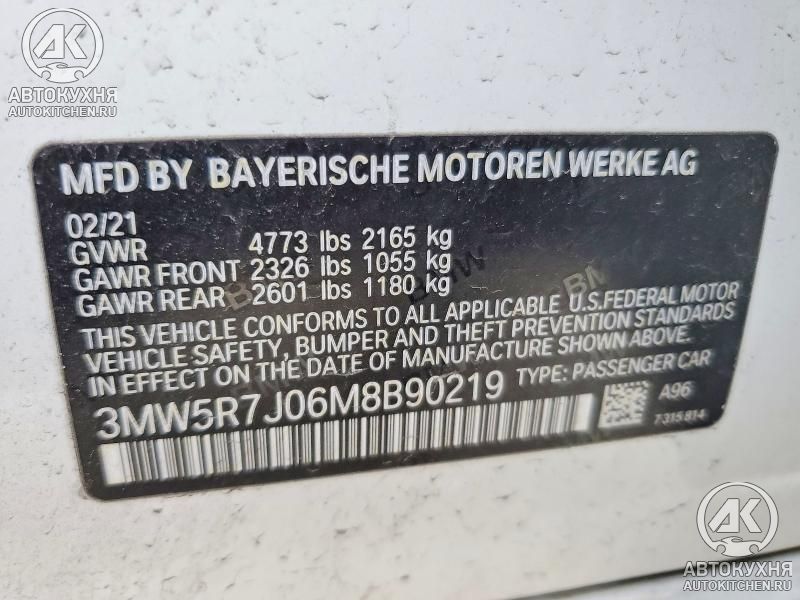 AK
АВТОКУХНЯ
AUTOKITCHEN.RU
MFD BY BAYERISCHE MOTOREN WERKE AG
02/21
GVWR 4773 lbs 2165 kg
GAWR FRONT 2326 lbs 1055 kg
GAWR REAR 2601 lbs 1180 kg
THIS VEHICLE CONFORMS TO ALL APPLICABLE U.S.FEDERAL MOTOR
VEHICLE SAFETY, BUMPER AND THEFT PREVENTION STANDARDS
IN EFFECT ON THE DATE OF MANUFACTURE SHOWN ABOVE.
3MW5R7J06M8B90219 TYPE: PASSENGER CAR
A96
7315814
AK
АВТОКУХНЯ
AUTOKITCHEN.RU